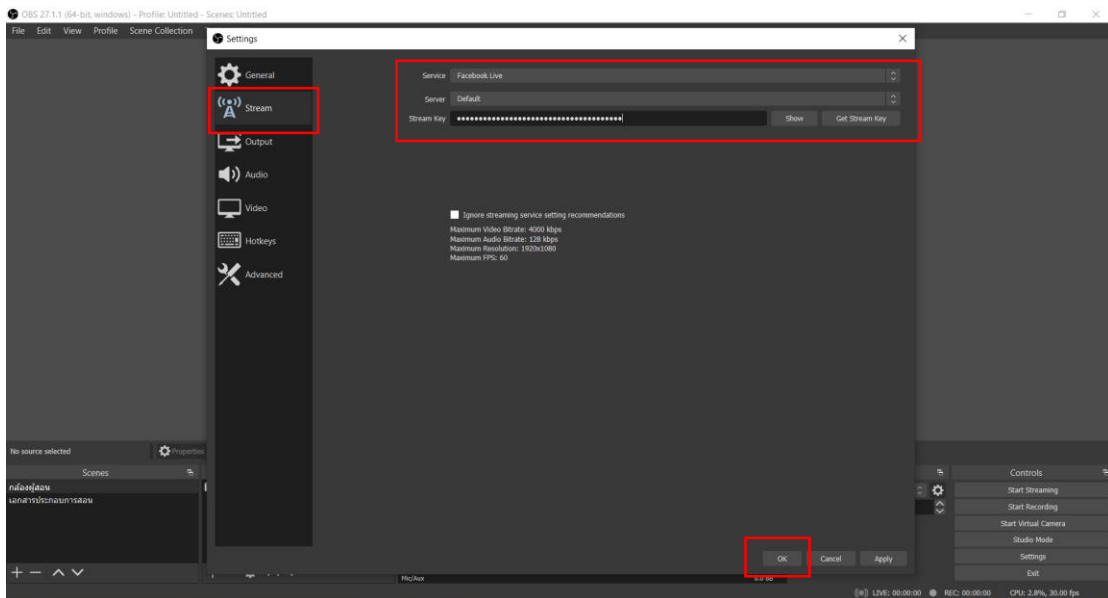 OBS 27.1.1 (64-bit, windows) - Profile: Untitled - Scenes: Untitled
File Edit View Profile Scene Collection
Settings
General
Stream
Output
Audio
Video
Hotkeys
Advanced
Service Facebook Live
Server Default
Stream Key ●●●●●●●●●●●●●●●●●●●●●●●●●●●●●●●●●●●●●● Show Get Stream Key
Ignore streaming service setting recommendations
Maximum Video Bitrate: 4000 kbps
Maximum Audio Bitrate: 128 kbps
Maximum Resolution: 1920x1080
Maximum FPS: 60
OK Cancel Apply
No source selected
Properties
Scenes
กล้องผู้สอน
เอกสารประกอบการสอน
Mic/Aux
0.0 dB
Controls
Start Streaming
Start Recording
Start Virtual Camera
Studio Mode
Settings
Exit
LIVE: 00:00:00 REC: 00:00:00 CPU: 2.8%, 30.00 fps